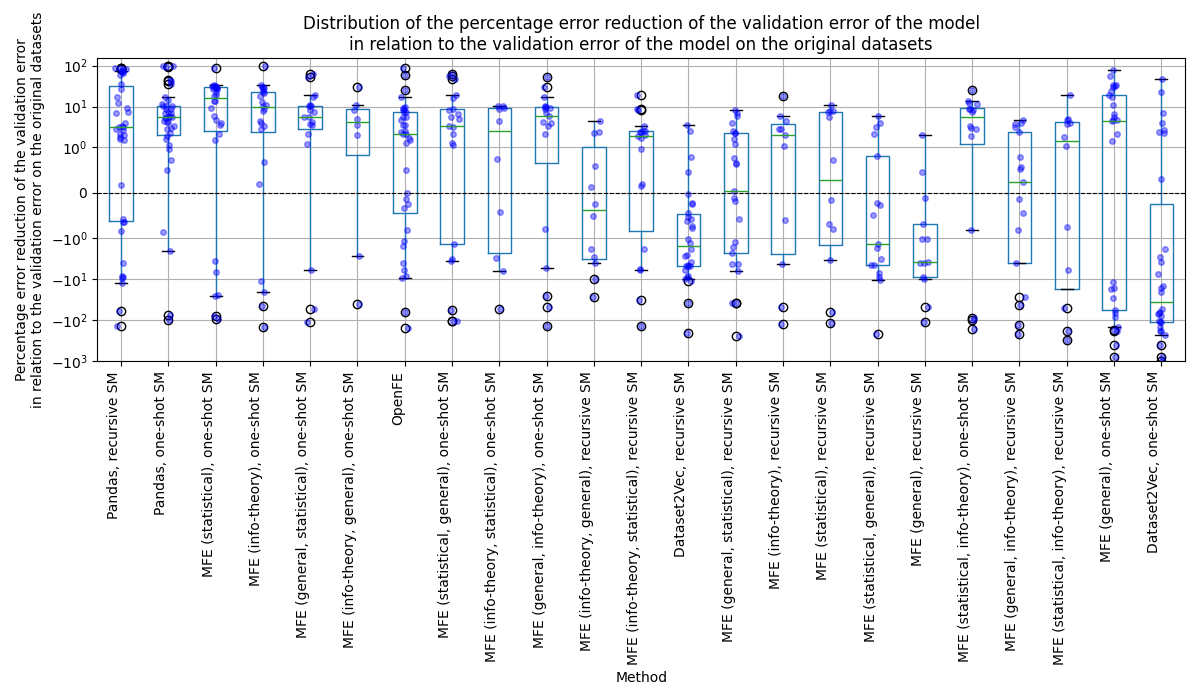 Distribution of the percentage error reduction of the validation error of the model
in relation to the validation error of the model on the original datasets
Percentage error reduction of the validation error
in relation to the validation error on the original datasets
10²
10¹
10⁰
0
−10⁰
−10¹
−10²
−10³
Pandas, recursive SM
Pandas, one-shot SM
MFE (statistical), one-shot SM
MFE (info-theory), one-shot SM
MFE (general, statistical), one-shot SM
MFE (info-theory, general), one-shot SM
OpenFE
MFE (statistical, general), one-shot SM
MFE (info-theory, statistical), one-shot SM
MFE (general, info-theory), one-shot SM
MFE (info-theory, general), recursive SM
MFE (info-theory, statistical), recursive SM
Dataset2Vec, recursive SM
MFE (general, statistical), recursive SM
MFE (info-theory), recursive SM
MFE (statistical), recursive SM
MFE (statistical, general), recursive SM
MFE (general), recursive SM
MFE (statistical, info-theory), one-shot SM
MFE (general, info-theory), recursive SM
MFE (statistical, info-theory), recursive SM
MFE (general), one-shot SM
Dataset2Vec, one-shot SM
Method